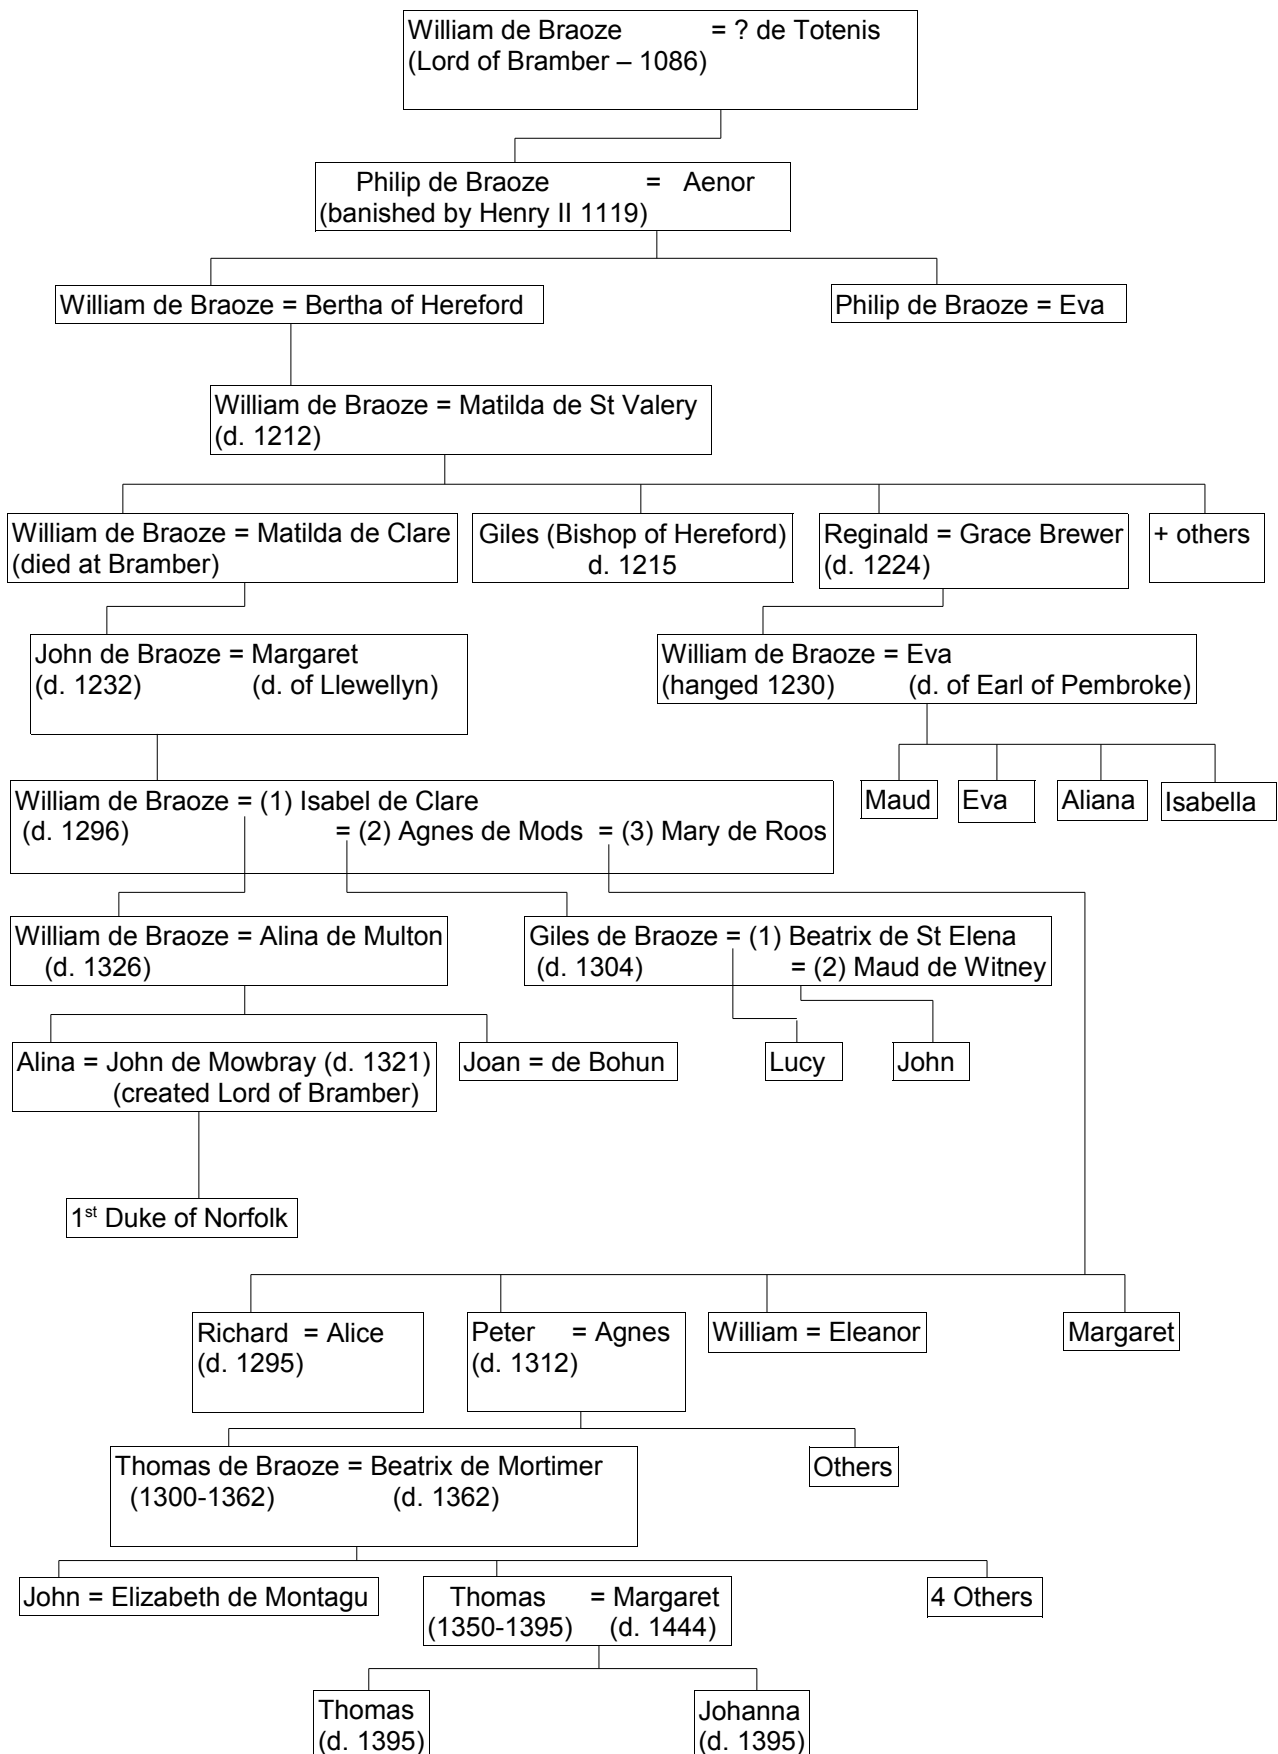 William de Braoze = ? de Totenis
(Lord of Bramber – 1086)
Philip de Braoze = Aenor
(banished by Henry II 1119)
William de Braoze = Bertha of Hereford
Philip de Braoze = Eva
William de Braoze = Matilda de St Valery
(d. 1212)
William de Braoze = Matilda de Clare
(died at Bramber)
Giles (Bishop of Hereford)
d. 1215
Reginald = Grace Brewer
(d. 1224)
+ others
John de Braoze = Margaret
(d. 1232) (d. of Llewellyn)
William de Braoze = Eva
(hanged 1230) (d. of Earl of Pembroke)
Maud
Eva
Aliana
Isabella
William de Braoze = (1) Isabel de Clare
(d. 1296) = (2) Agnes de Mods = (3) Mary de Roos
William de Braoze = Alina de Multon
(d. 1326)
Giles de Braoze = (1) Beatrix de St Elena
(d. 1304) = (2) Maud de Witney
Alina = John de Mowbray (d. 1321)
(created Lord of Bramber)
Joan = de Bohun
Lucy
John
1st Duke of Norfolk
Richard = Alice
(d. 1295)
Peter = Agnes
(d. 1312)
William = Eleanor
Margaret
Thomas de Braoze = Beatrix de Mortimer
(1300-1362) (d. 1362)
Others
John = Elizabeth de Montagu
Thomas = Margaret
(1350-1395) (d. 1444)
4 Others
Thomas
(d. 1395)
Johanna
(d. 1395)